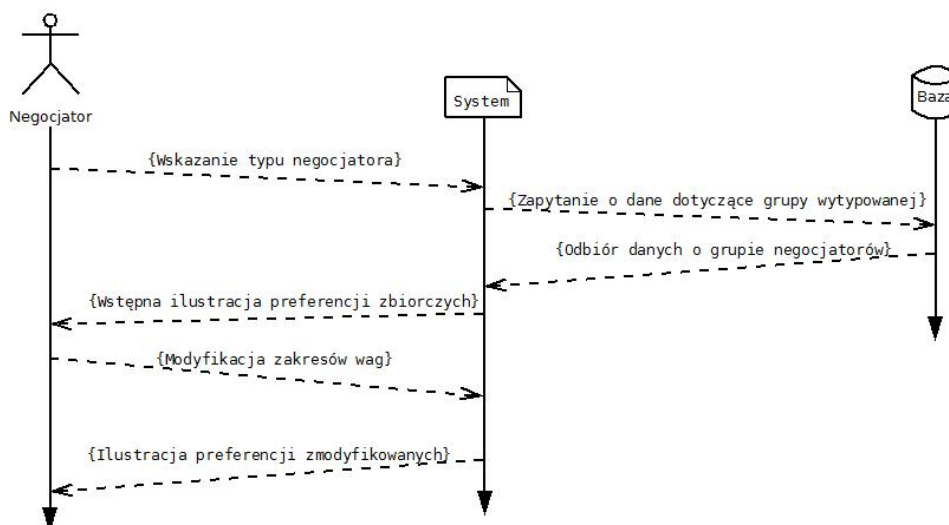 Negocjator
System
Baza
{Wskazanie typu negocjatora}
{Zapytanie o dane dotyczące grupy wytypowanej}
{Odbiór danych o grupie negocjatorów}
{Wstępna ilustracja preferencji zbiorczych}
{Modyfikacja zakresów wag}
{Ilustracja preferencji zmodyfikowanych}